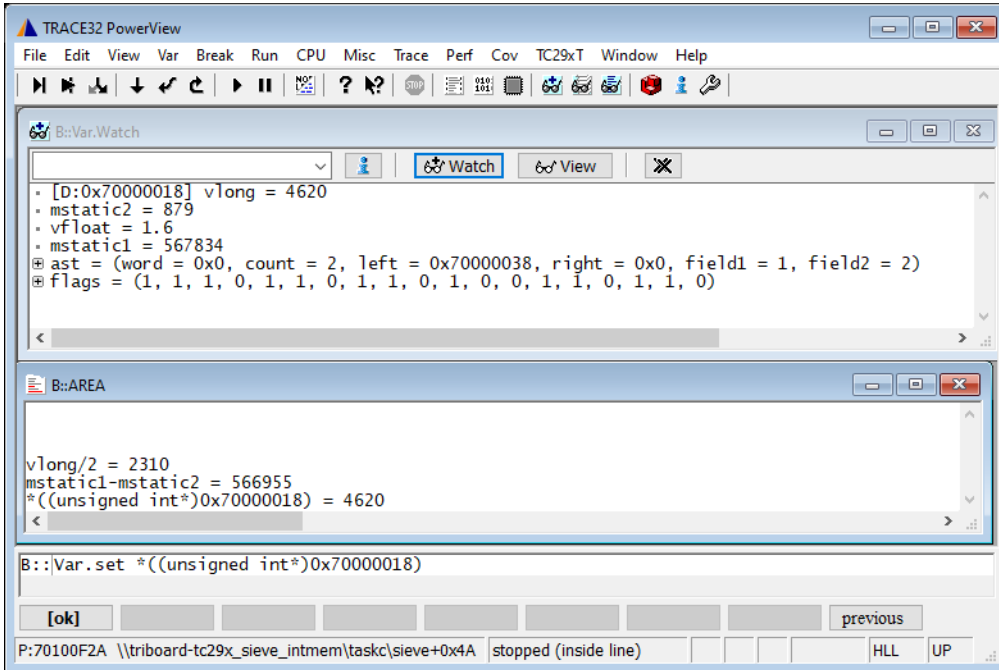 TRACE32 PowerView
File Edit View Var Break Run CPU Misc Trace Perf Cov TC29xT Window Help
B::Var.Watch
Watch View
[D:0x70000018] vlong = 4620
mstatic2 = 879
vfloat = 1.6
mstatic1 = 567834
ast = (word = 0x0, count = 2, left = 0x70000038, right = 0x0, field1 = 1, field2 = 2)
flags = (1, 1, 1, 0, 1, 1, 0, 1, 1, 0, 1, 0, 0, 1, 1, 0, 1, 1, 0)
B::AREA
vlong/2 = 2310
mstatic1-mstatic2 = 566955
*((unsigned int*)0x70000018) = 4620
B::Var.set *((unsigned int*)0x70000018)
[ok] previous
P:70100F2A \\triboard-tc29x_sieve_intmem\taskc\sieve+0x4A stopped (inside line) HLL UP